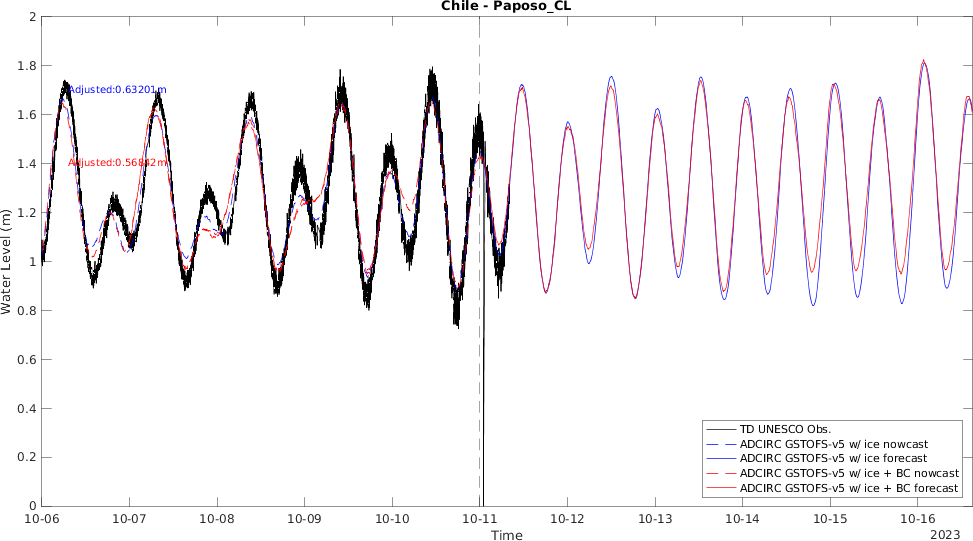 Chile - Paposo_CL
2
1.8
1.6
1.4
1.2
1
0.8
0.6
0.4
0.2
0
Water Level (m)
Adjusted:0.63201m
Adjusted:0.56842m
TD UNESCO Obs.
ADCIRC GSTOFS-v5 w/ ice nowcast
ADCIRC GSTOFS-v5 w/ ice forecast
ADCIRC GSTOFS-v5 w/ ice + BC nowcast
ADCIRC GSTOFS-v5 w/ ice + BC forecast
10-06 10-07 10-08 10-09 10-10 10-11 10-12 10-13 10-14 10-15 10-16
Time
2023